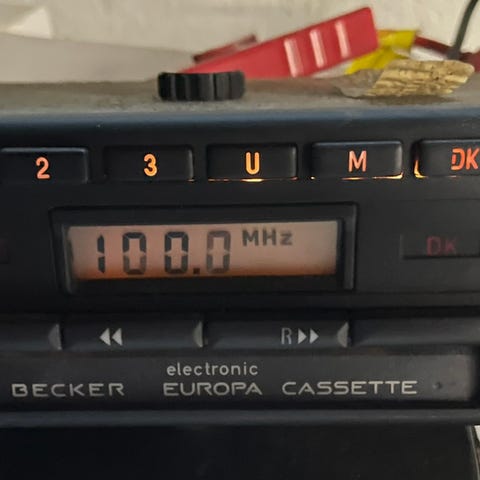 2 3 U M DK
100.0 MHz
DK
R
electronic
BECKER EUROPA CASSETTE